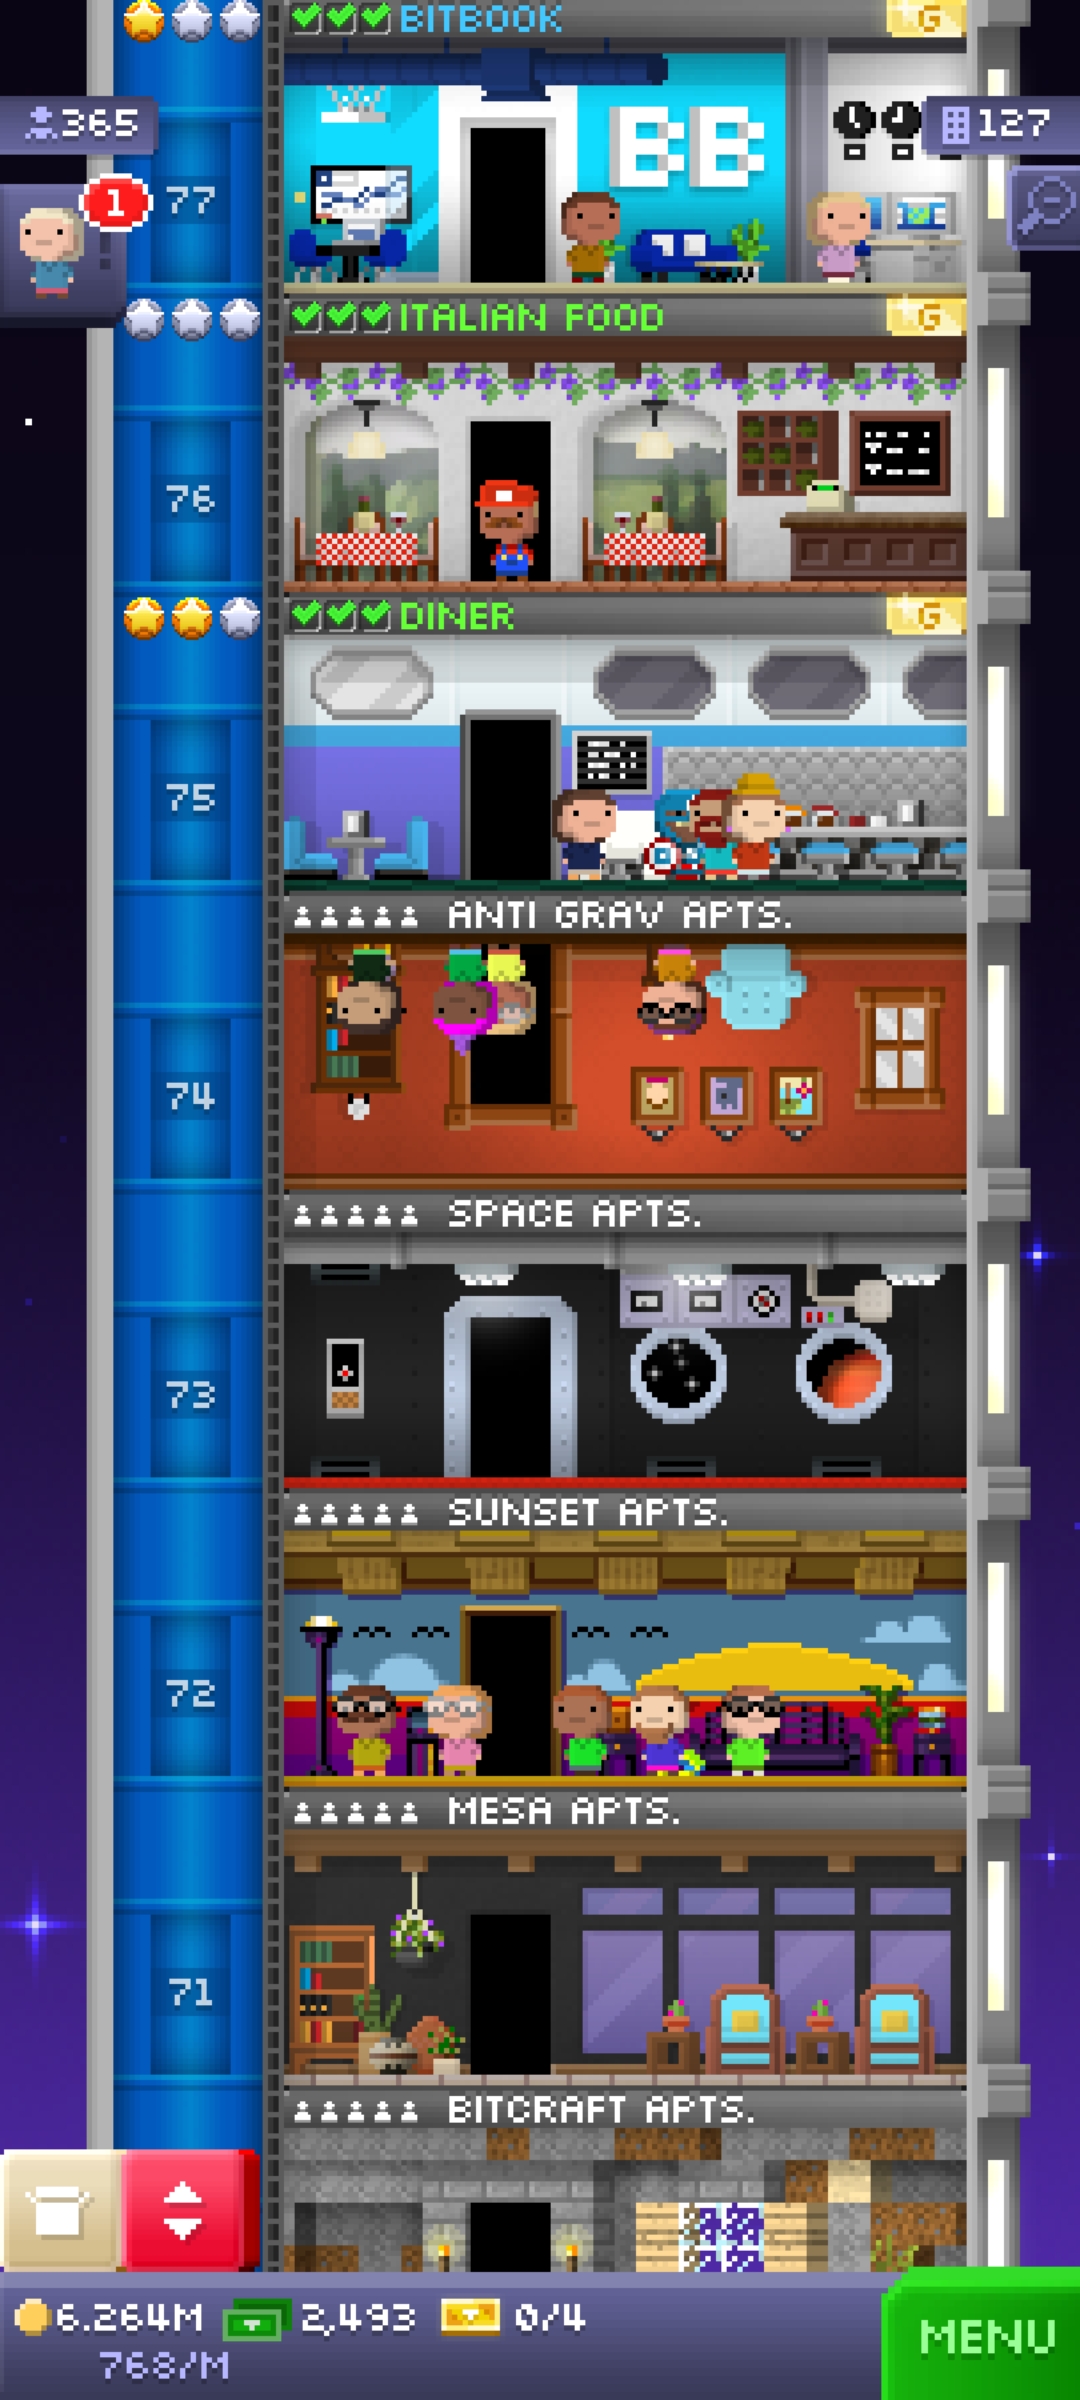 BITBOOK
G
365
127
BB
1
77
ITALIAN FOOD
G
76
DINER
G
75
ANTI GRAV APTS.
74
SPACE APTS.
73
SUNSET APTS.
72
MESA APTS.
71
BITCRAFT APTS.
6.264M 2,493 0/4
768/M
MENU